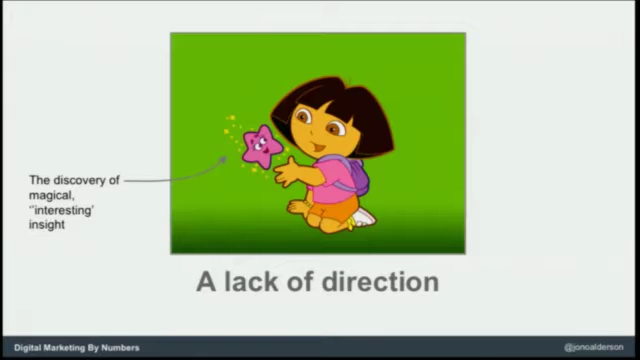 The discovery of
magical,
‘'interesting’
insight
A lack of direction
Digital Marketing By Numbers
@jonoalderson